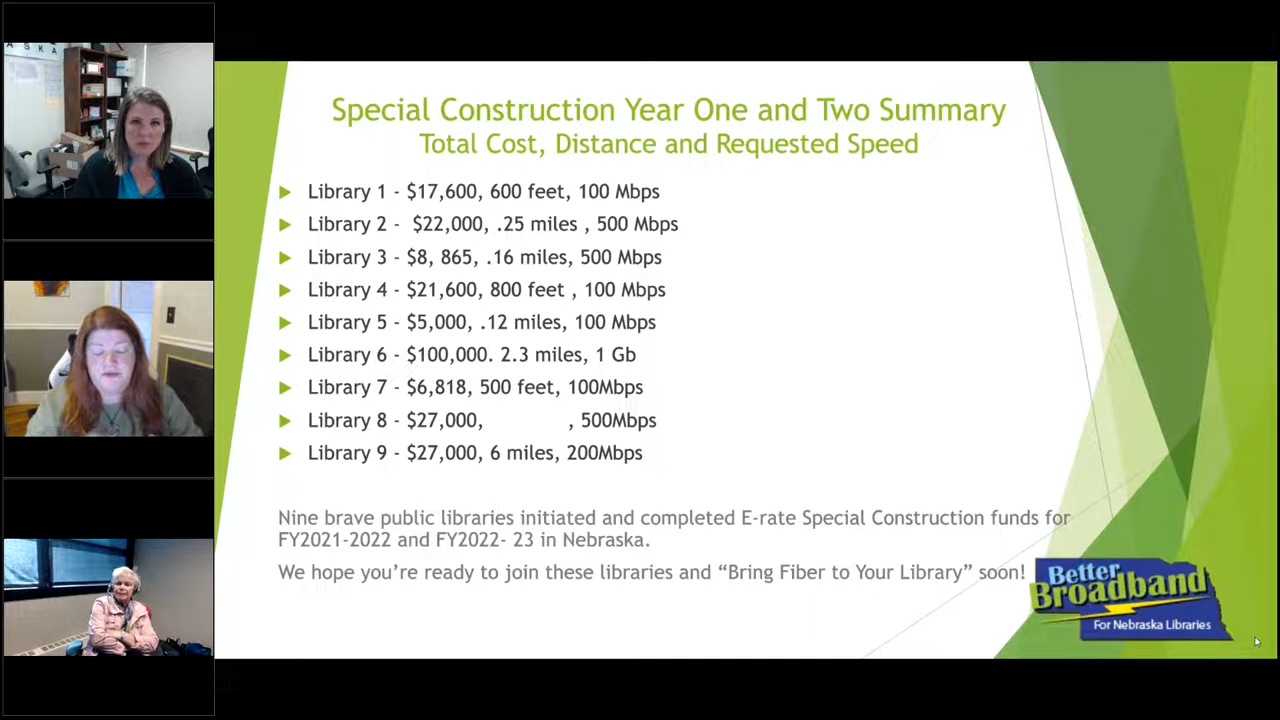 A S K A
Special Construction Year One and Two Summary
Total Cost, Distance and Requested Speed
Library 1 - $17,600, 600 feet, 100 Mbps
Library 2 - $22,000, .25 miles , 500 Mbps
Library 3 - $8, 865, .16 miles, 500 Mbps
Library 4 - $21,600, 800 feet , 100 Mbps
Library 5 - $5,000, .12 miles, 100 Mbps
Library 6 - $100,000. 2.3 miles, 1 Gb
Library 7 - $6,818, 500 feet, 100Mbps
Library 8 - $27,000, , 500Mbps
Library 9 - $27,000, 6 miles, 200Mbps
Nine brave public libraries initiated and completed E-rate Special Construction funds for
FY2021-2022 and FY2022- 23 in Nebraska.
We hope you’re ready to join these libraries and “Bring Fiber to Your Library” soon!
Better
Broadband
For Nebraska Libraries